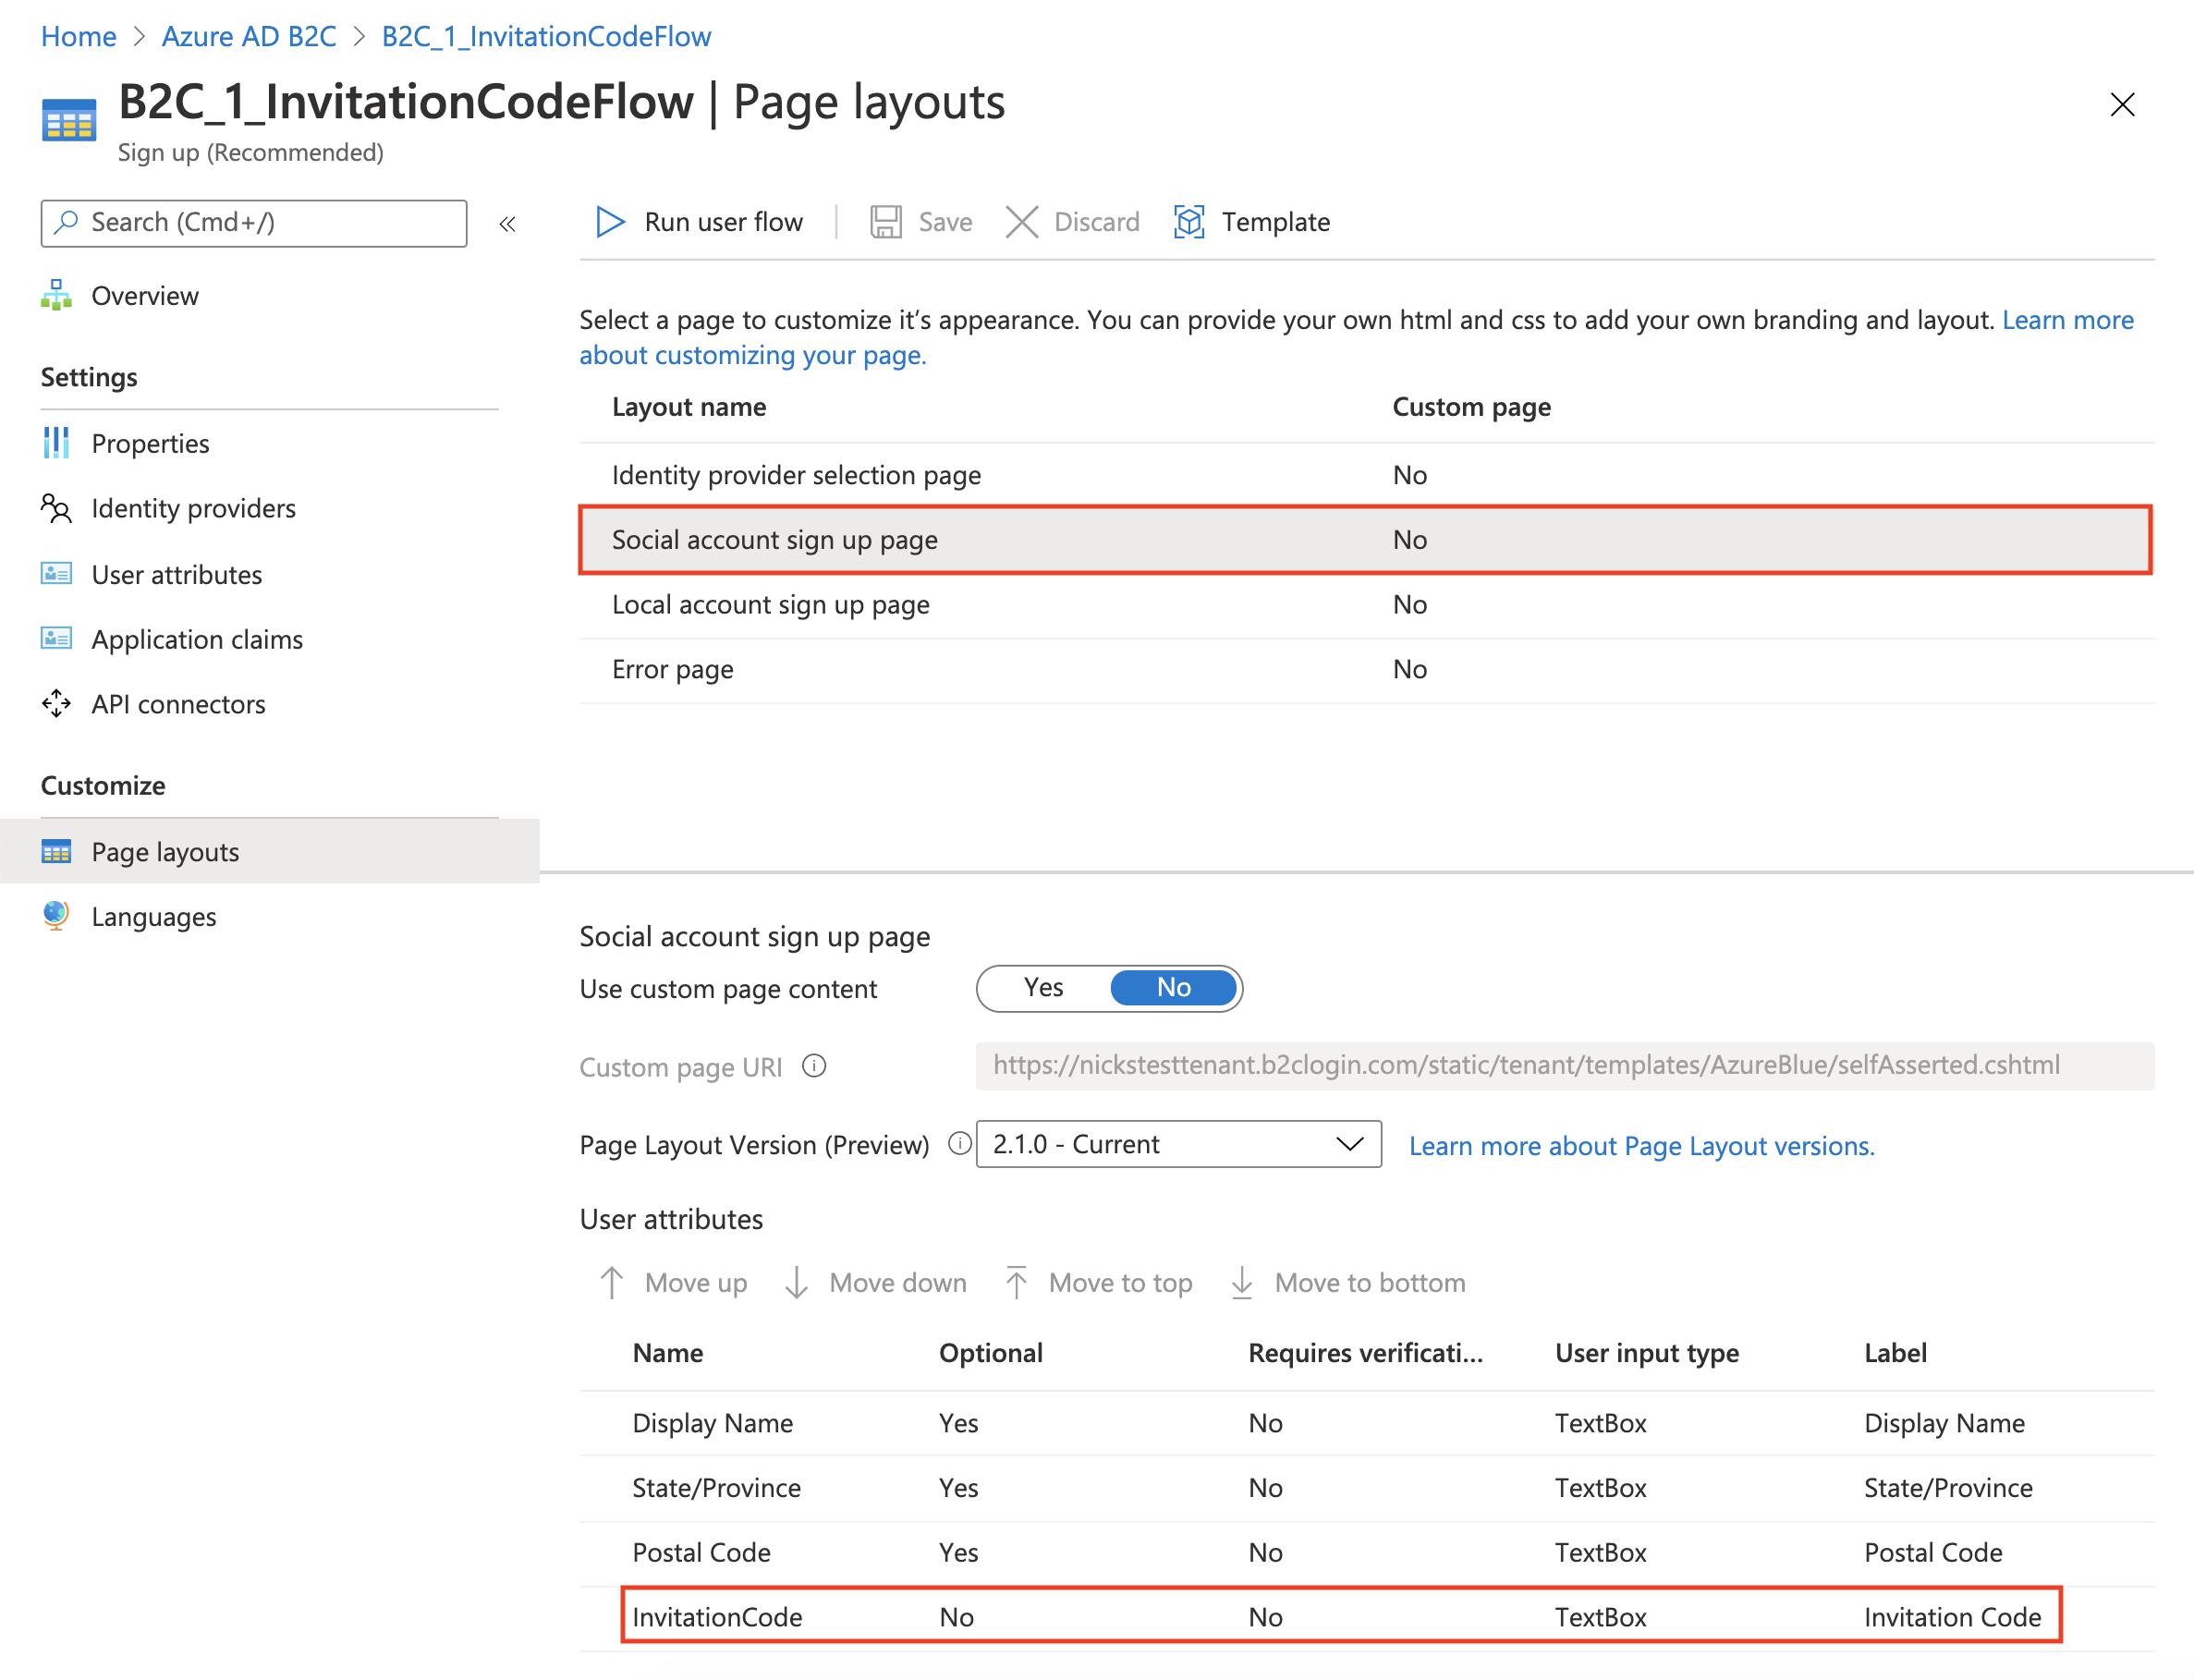 Home > Azure AD B2C > B2C_1_InvitationCodeFlow
B2C_1_InvitationCodeFlow | Page layouts
Sign up (Recommended)
Search (Cmd+/)
«
Overview
Settings
Properties
Identity providers
User attributes
Application claims
API connectors
Customize
Page layouts
Languages
Run user flow
Save
Discard
Template
Select a page to customize it’s appearance. You can provide your own html and css to add your own branding and layout. Learn more
about customizing your page.
Layout name Custom page
Identity provider selection page No
Social account sign up page No
Local account sign up page No
Error page No
Social account sign up page
Use custom page content Yes No
Custom page URI https://nickstesttenant.b2clogin.com/static/tenant/templates/AzureBlue/selfAsserted.cshtml
Page Layout Version (Preview) 2.1.0 - Current Learn more about Page Layout versions.
User attributes
Move up Move down Move to top Move to bottom
Name Optional Requires verificati... User input type Label
Display Name Yes No TextBox Display Name
State/Province Yes No TextBox State/Province
Postal Code Yes No TextBox Postal Code
InvitationCode No No TextBox Invitation Code